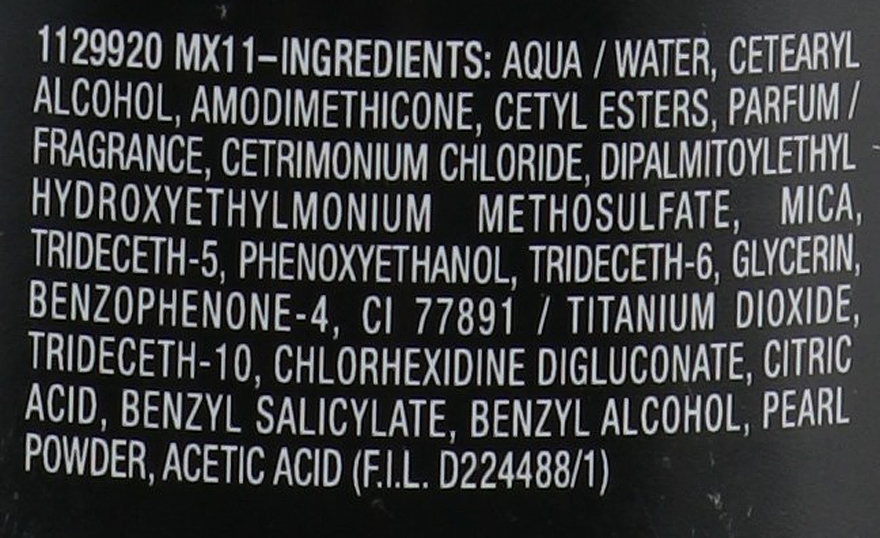 1129920 MX11-INGREDIENTS: AQUA / WATER, CETEARYL
ALCOHOL, AMODIMETHICONE, CETYL ESTERS, PARFUM /
FRAGRANCE, CETRIMONIUM CHLORIDE, DIPALMITOYLETHYL
HYDROXYETHYLMONIUM METHOSULFATE, MICA,
TRIDECETH-5, PHENOXYETHANOL, TRIDECETH-6, GLYCERIN,
BENZOPHENONE-4, CI 77891 / TITANIUM DIOXIDE,
TRIDECETH-10, CHLORHEXIDINE DIGLUCONATE, CITRIC
ACID, BENZYL SALICYLATE, BENZYL ALCOHOL, PEARL
POWDER, ACETIC ACID (F.I.L. D224488/1)